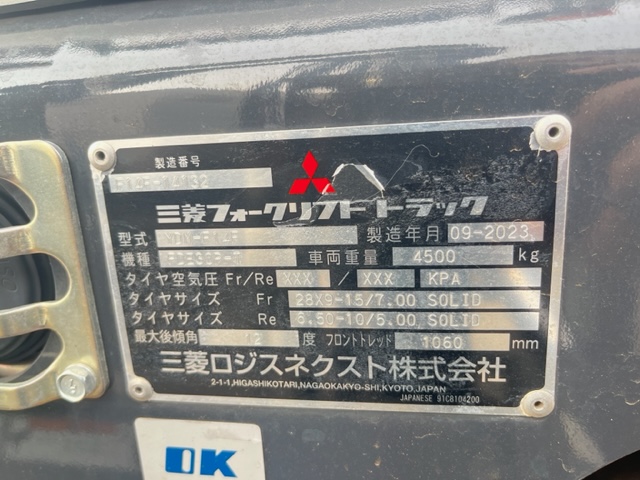 製造番号
三菱フォークリフトトラック
型式 製造年月 09-2023
機種 車両重量 4500 kg
タイヤ空気圧 Fr/Re XXX / XXX KPA
タイヤサイズ Fr 28X9-15/7.00 SOLID
タイヤサイズ Re 6.50-10/5.00 SOLID
最大後傾角 12 度 フロントトレッド 1060 mm
三菱ロジスネクスト株式会社
2-1-1,HIGASHIKOTARI,NAGAOKAKYO-SHI,KYOTO,JAPAN
JAPANESE 91C8104200
OK